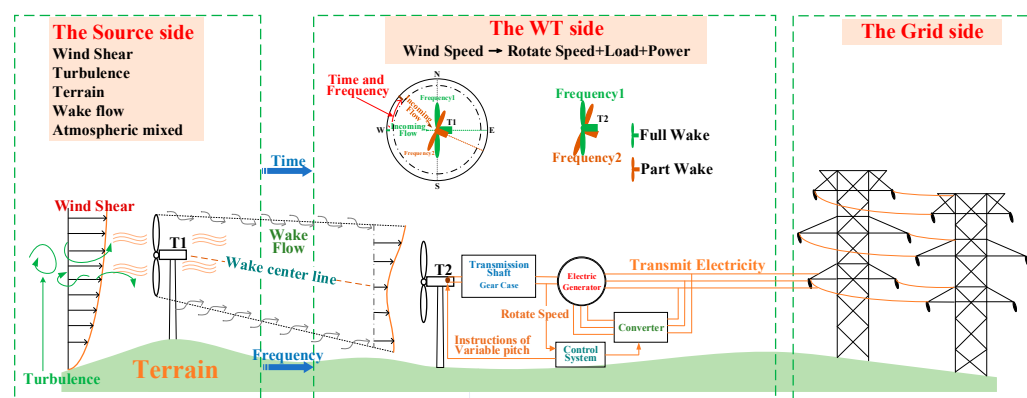 The Source side
Wind Shear
Turbulence
Terrain
Wake flow
Atmospheric mixed
The WT side
Wind Speed → Rotate Speed+Load+Power
The Grid side
Time and
Frequency
N
Frequency1
Incoming
Flow
T1
W
Incoming
Flow
E
Frequency2
S
Frequency1
T2
Frequency2
Full Wake
Part Wake
Time
Wind Shear
T1
Wake
Flow
Wake center line
T2
Transmission
Shaft
Gear Case
Electric
Generator
Transmit Electricity
Rotate Speed
Converter
Instructions of
Variable pitch
Control
System
Frequency
Terrain
Turbulence